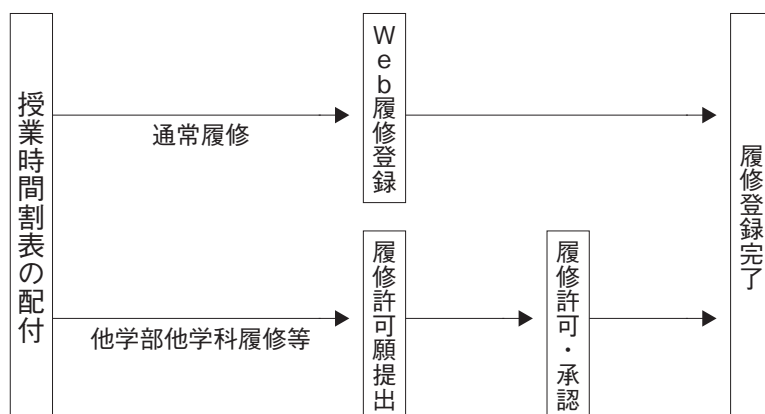 授業時間割表の配付
通常履修
Web履修登録
他学部他学科履修等
履修許可願提出
履修許可・承認
履修登録完了